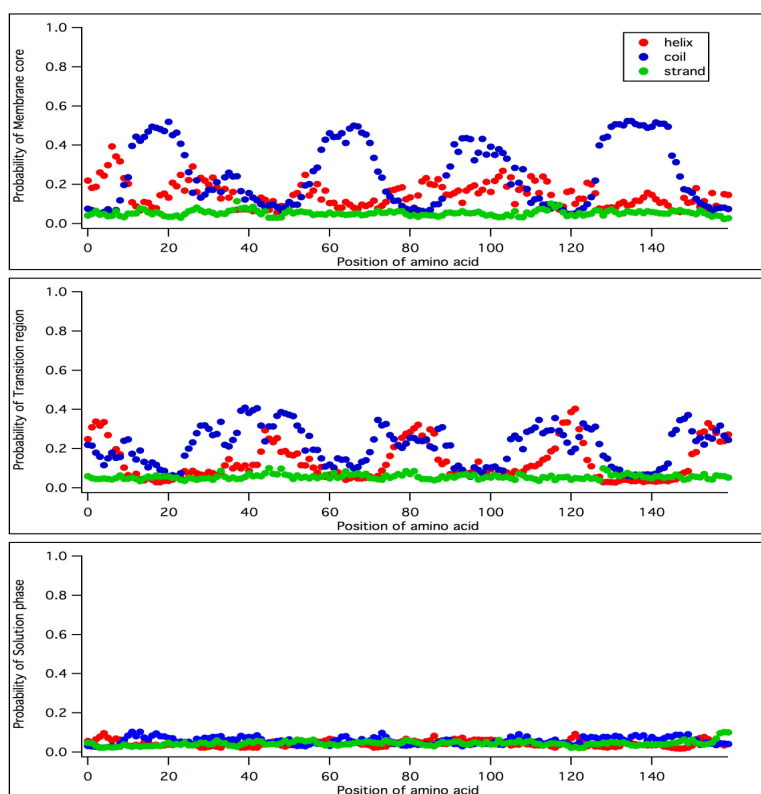 Probability of Membrane core
1.0
0.8
0.6
0.4
0.2
0.0
helix
coil
strand
0 20 40 60 80 100 120 140
Position of amino acid
Probability of Transition region
1.0
0.8
0.6
0.4
0.2
0.0
0 20 40 60 80 100 120 140
Position of amino acid
Probability of Solution phase
1.0
0.8
0.6
0.4
0.2
0.0
0 20 40 60 80 100 120 140
Position of amino acid